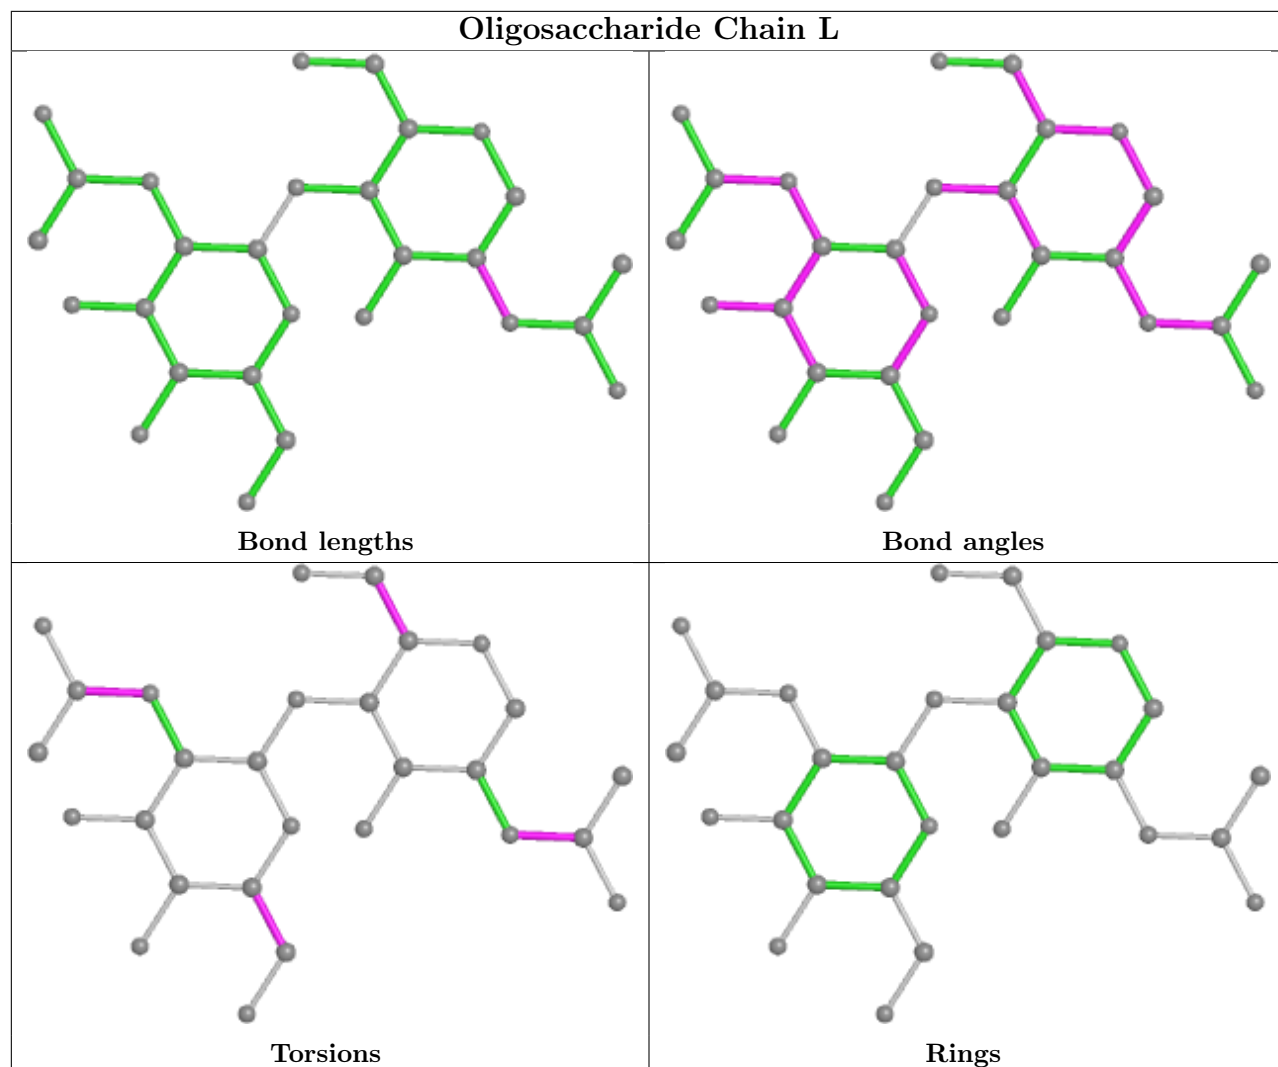 Oligosaccharide Chain L
Bond lengths
Bond angles
Torsions
Rings